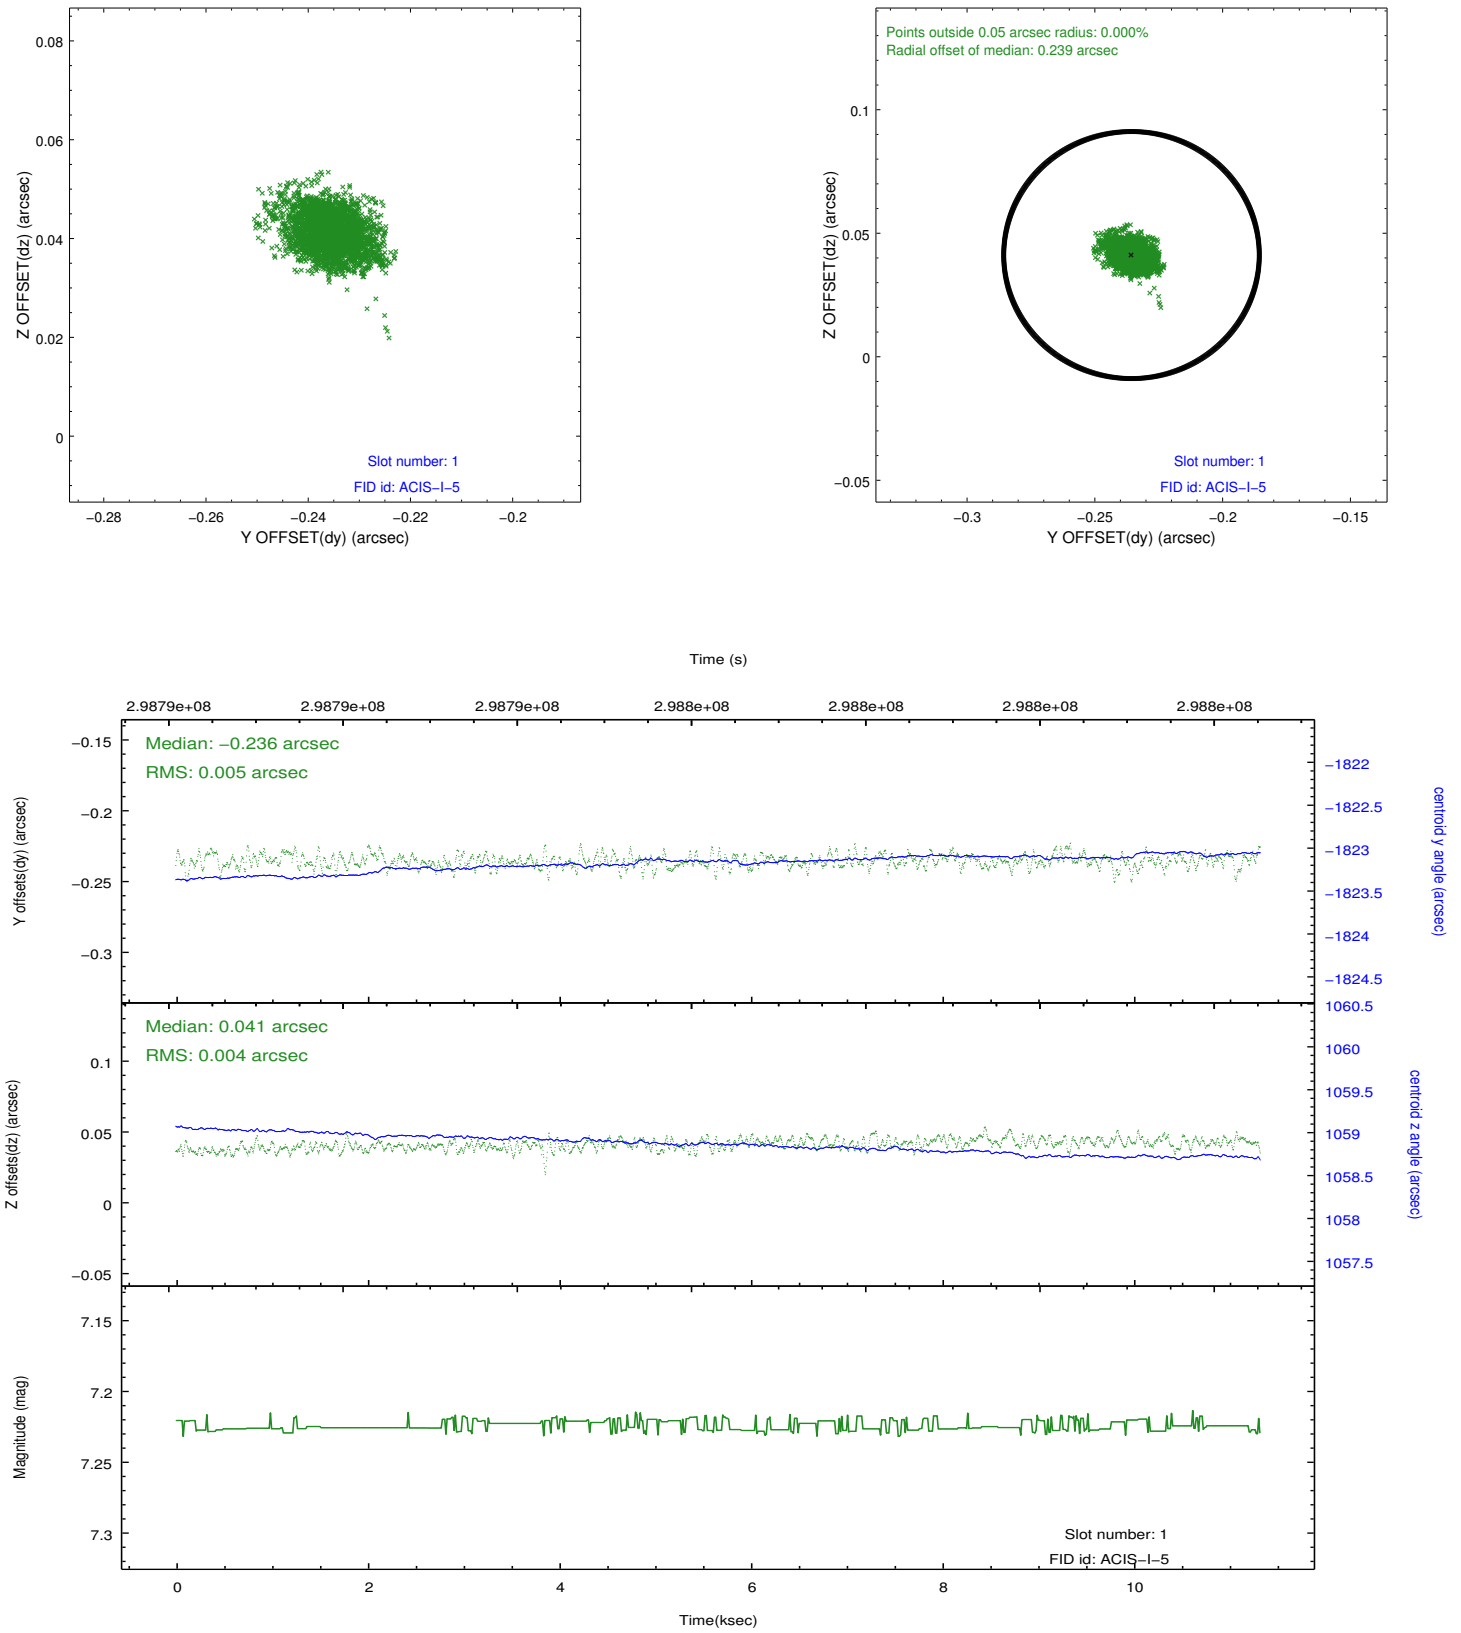 0.08
0.06
0.04
0.02
0
Z OFFSET(dz) (arcsec)
Slot number: 1
FID id: ACIS−I−5
−0.28 −0.26 −0.24 −0.22 −0.2
Y OFFSET(dy) (arcsec)
Points outside 0.05 arcsec radius: 0.000%
Radial offset of median: 0.239 arcsec
0.1
0.05
0
−0.05
Z OFFSET(dz) (arcsec)
Slot number: 1
FID id: ACIS−I−5
−0.3 −0.25 −0.2 −0.15
Y OFFSET(dy) (arcsec)
Time (s)
2.9879e+08 2.9879e+08 2.9879e+08 2.988e+08 2.988e+08 2.988e+08 2.988e+08
Median: −0.236 arcsec
RMS: 0.005 arcsec
−0.15
−0.2
−0.25
−0.3
Y offsets(dy) (arcsec)
−1822
−1822.5
−1823
−1823.5
−1824
−1824.5
centroid y angle (arcsec)
Median: 0.041 arcsec
RMS: 0.004 arcsec
0.1
0.05
0
−0.05
Z offsets(dz) (arcsec)
1060.5
1060
1059.5
1059
1058.5
1058
1057.5
centroid z angle (arcsec)
7.15
7.2
7.25
7.3
Magnitude (mag)
Slot number: 1
FID id: ACIS−I−5
0 2 4 6 8 10
Time(ksec)